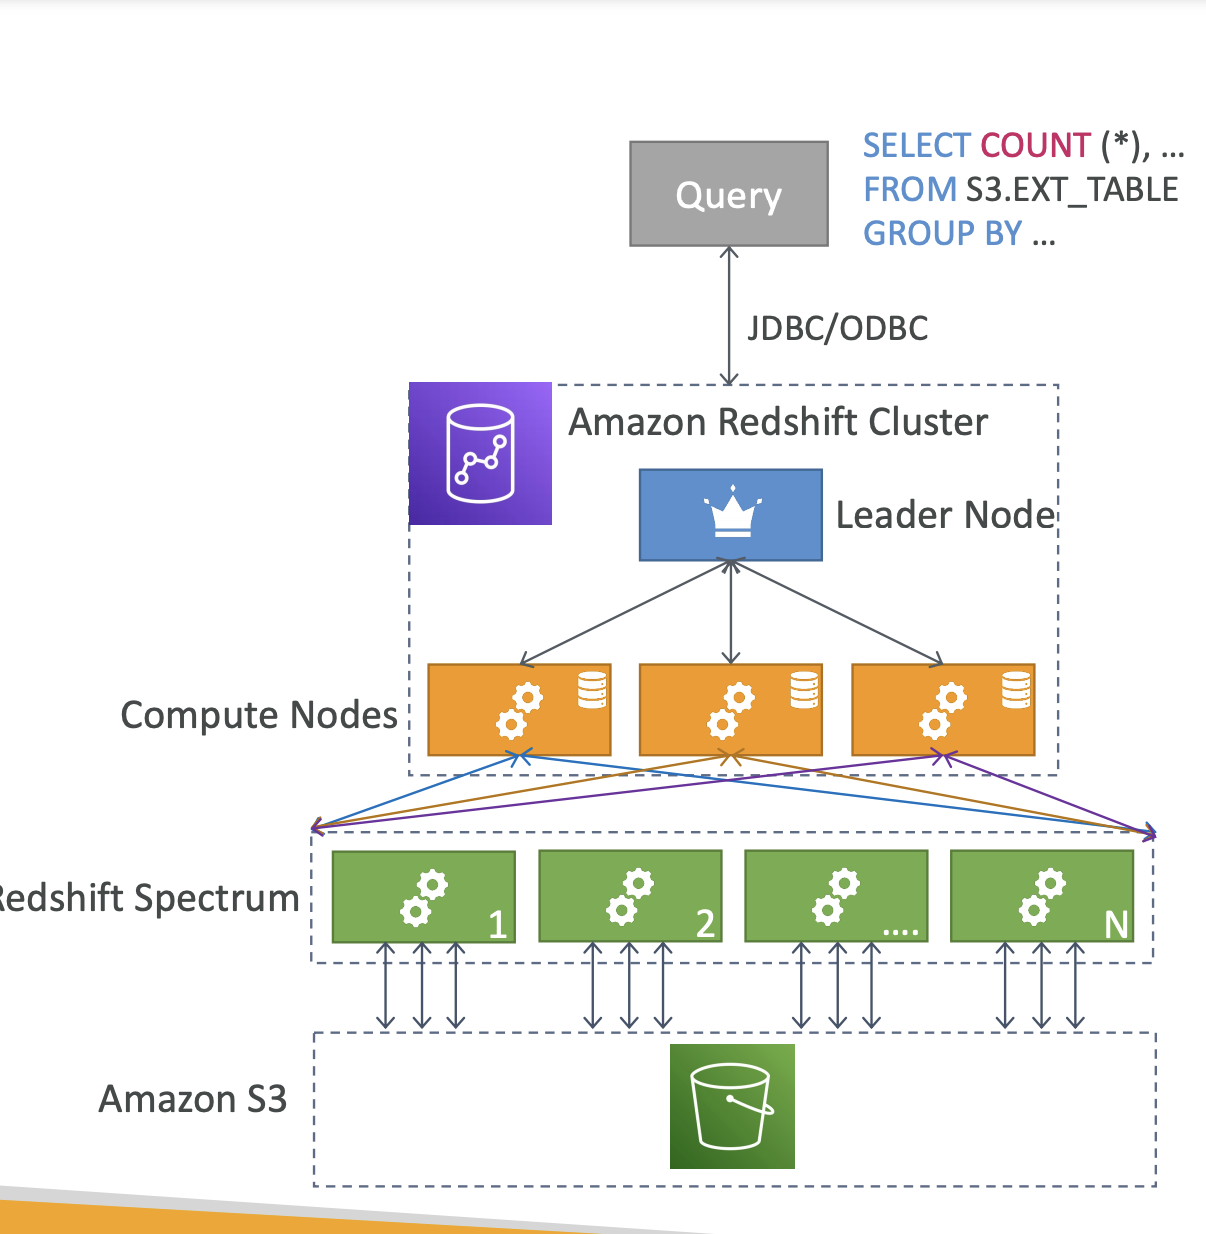 SELECT COUNT (*), ...
FROM S3.EXT_TABLE
GROUP BY ...
Query
JDBC/ODBC
Amazon Redshift Cluster
Leader Node
Compute Nodes
Redshift Spectrum
1
2
....
N
Amazon S3